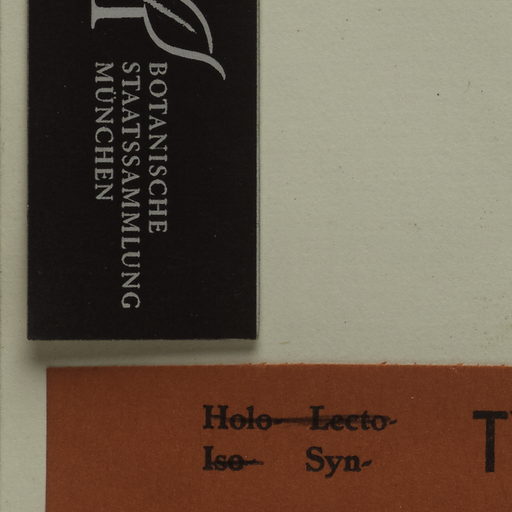 BOTANISCHE
STAATSSAMMLUNG
MÜNCHEN
Holo- Lecto-
Iso- Syn-
T